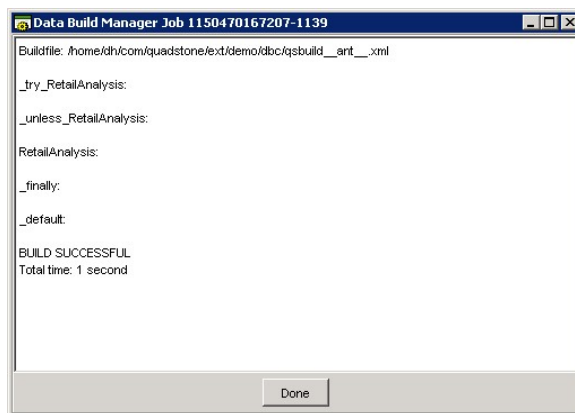 Data Build Manager Job 1150470167207-1139
Buildfile: /home/dh/com/quadstone/ext/demo/dbc/qsbuild__ant__.xml
_try_RetailAnalysis:
_unless_RetailAnalysis:
RetailAnalysis:
_finally:
_default:
BUILD SUCCESSFUL
Total time: 1 second
Done